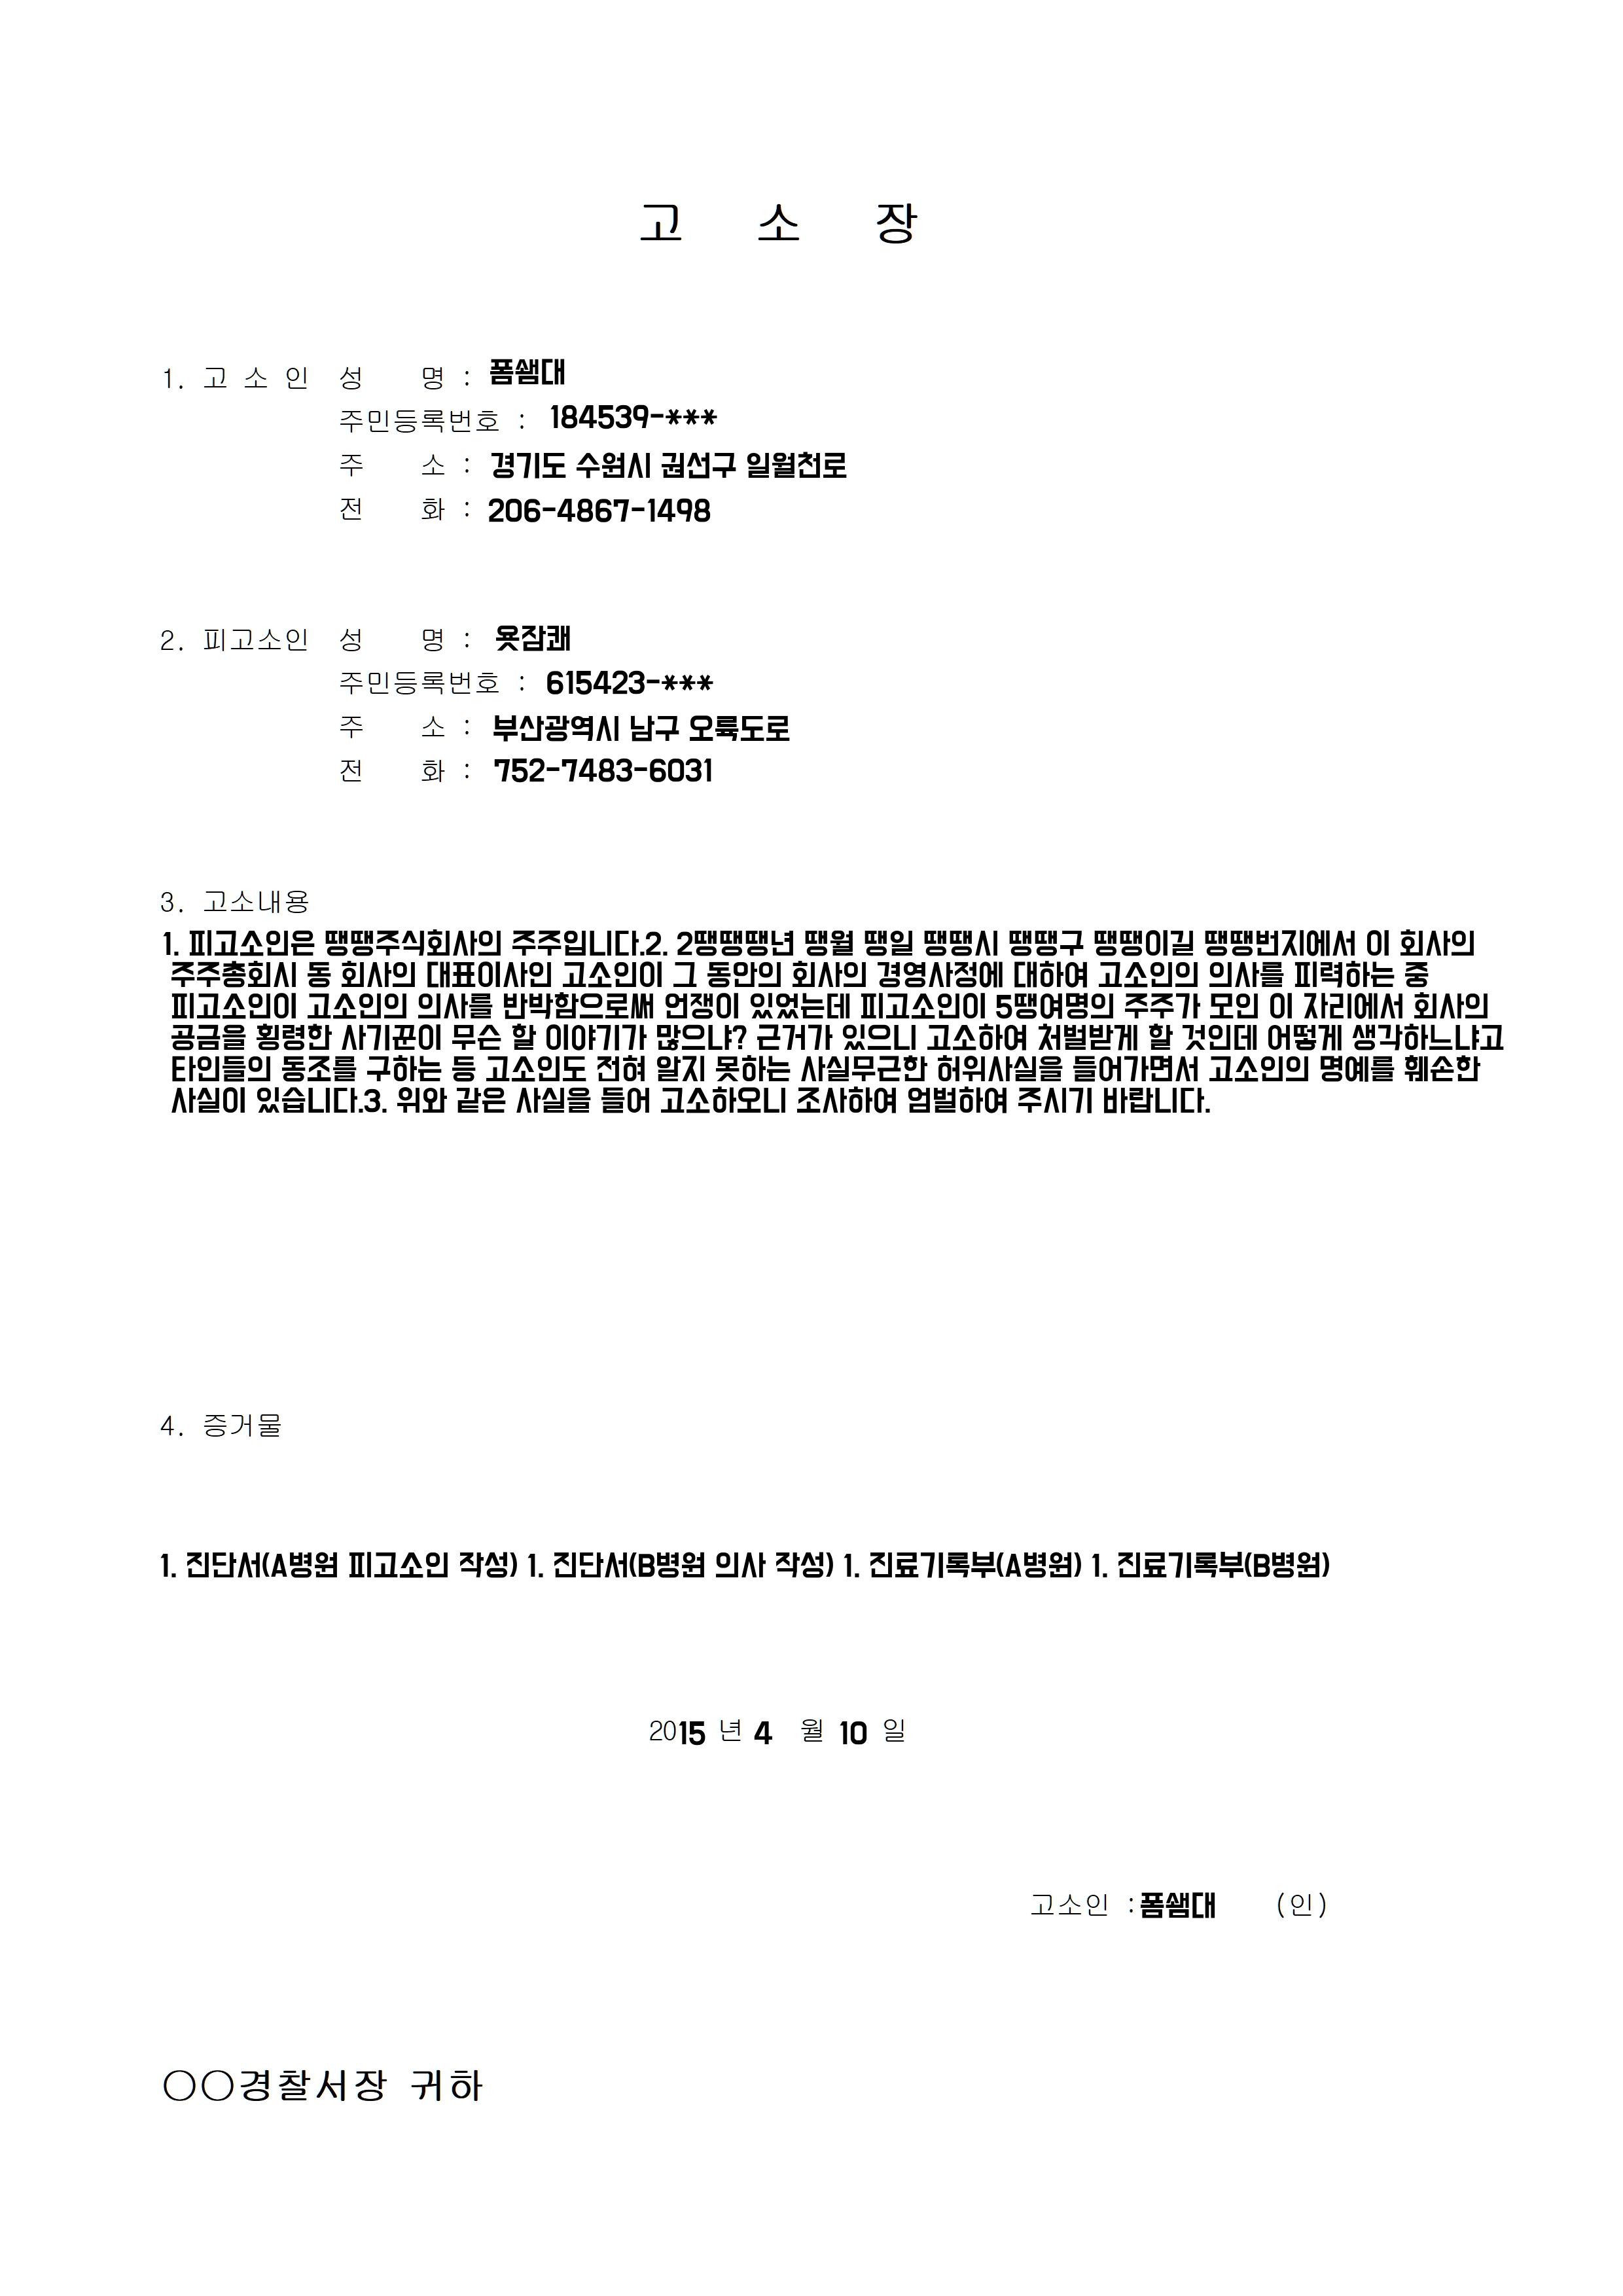 고 소 장
1. 고 소 인 성 명 : 폼쌤대
주민등록번호 : 184539-***
주 소 : 경기도 수원시 권선구 일월천로
전 화 : 206-4867-1498
2. 피고소인 성 명 : 욧잠쾌
주민등록번호 : 615423-***
주 소 : 부산광역시 남구 오륙도로
전 화 : 752-7483-6031
3. 고소내용
1. 피고소인은 땡땡주식회사의 주주입니다.2. 2땡땡땡년 땡월 땡일 땡땡시 땡땡구 땡땡이길 땡땡번지에서 이 회사의
주주총회시 동 회사의 대표이사인 고소인이 그 동안의 회사의 경영사정에 대하여 고소인의 의사를 피력하는 중
피고소인이 고소인의 의사를 반박함으로써 언쟁이 있었는데 피고소인이 5땡여명의 주주가 모인 이 자리에서 회사의
공금을 횡령한 사기꾼이 무슨 할 이야기가 많으냐? 근거가 있으니 고소하여 처벌받게 할 것인데 어떻게 생각하느냐고
타인들의 동조를 구하는 등 고소인도 전혀 알지 못하는 사실무근한 허위사실을 들어가면서 고소인의 명예를 훼손한
사실이 있습니다.3. 위와 같은 사실을 들어 고소하오니 조사하여 엄벌하여 주시기 바랍니다.
4. 증거물
1. 진단서(A병원 피고소인 작성) 1. 진단서(B병원 의사 작성) 1. 진료기록부(A병원) 1. 진료기록부(B병원)
2015 년 4 월 10 일
고소인 : 폼쌤대 (인)
○○경찰서장 귀하